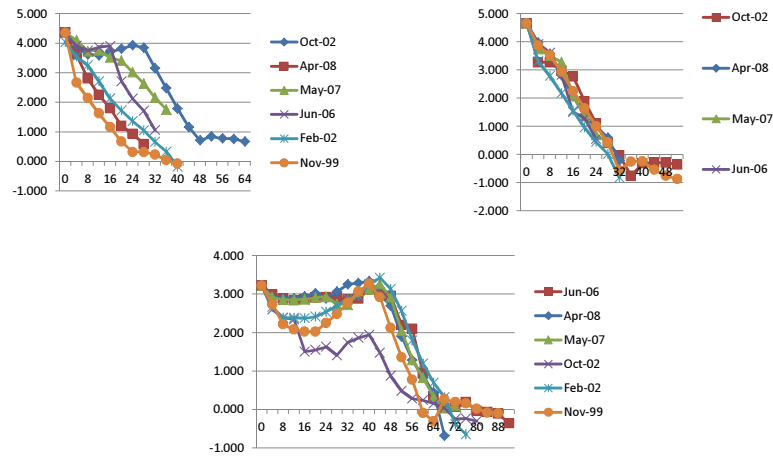 5.000
4.000
3.000
2.000
1.000
0.000
-1.000
0 8 16 24 32 40 48 56 64
Oct-02
Apr-08
May-07
Jun-06
Feb-02
Nov-99
5.000
4.000
3.000
2.000
1.000
0.000
-1.000
-2.000
0 8 16 24 32 40 48
Oct-02
Apr-08
May-07
Jun-06
4.000
3.000
2.000
1.000
0.000
-1.000
0 8 16 24 32 40 48 56 64 72 80 88
Jun-06
Apr-08
May-07
Oct-02
Feb-02
Nov-99